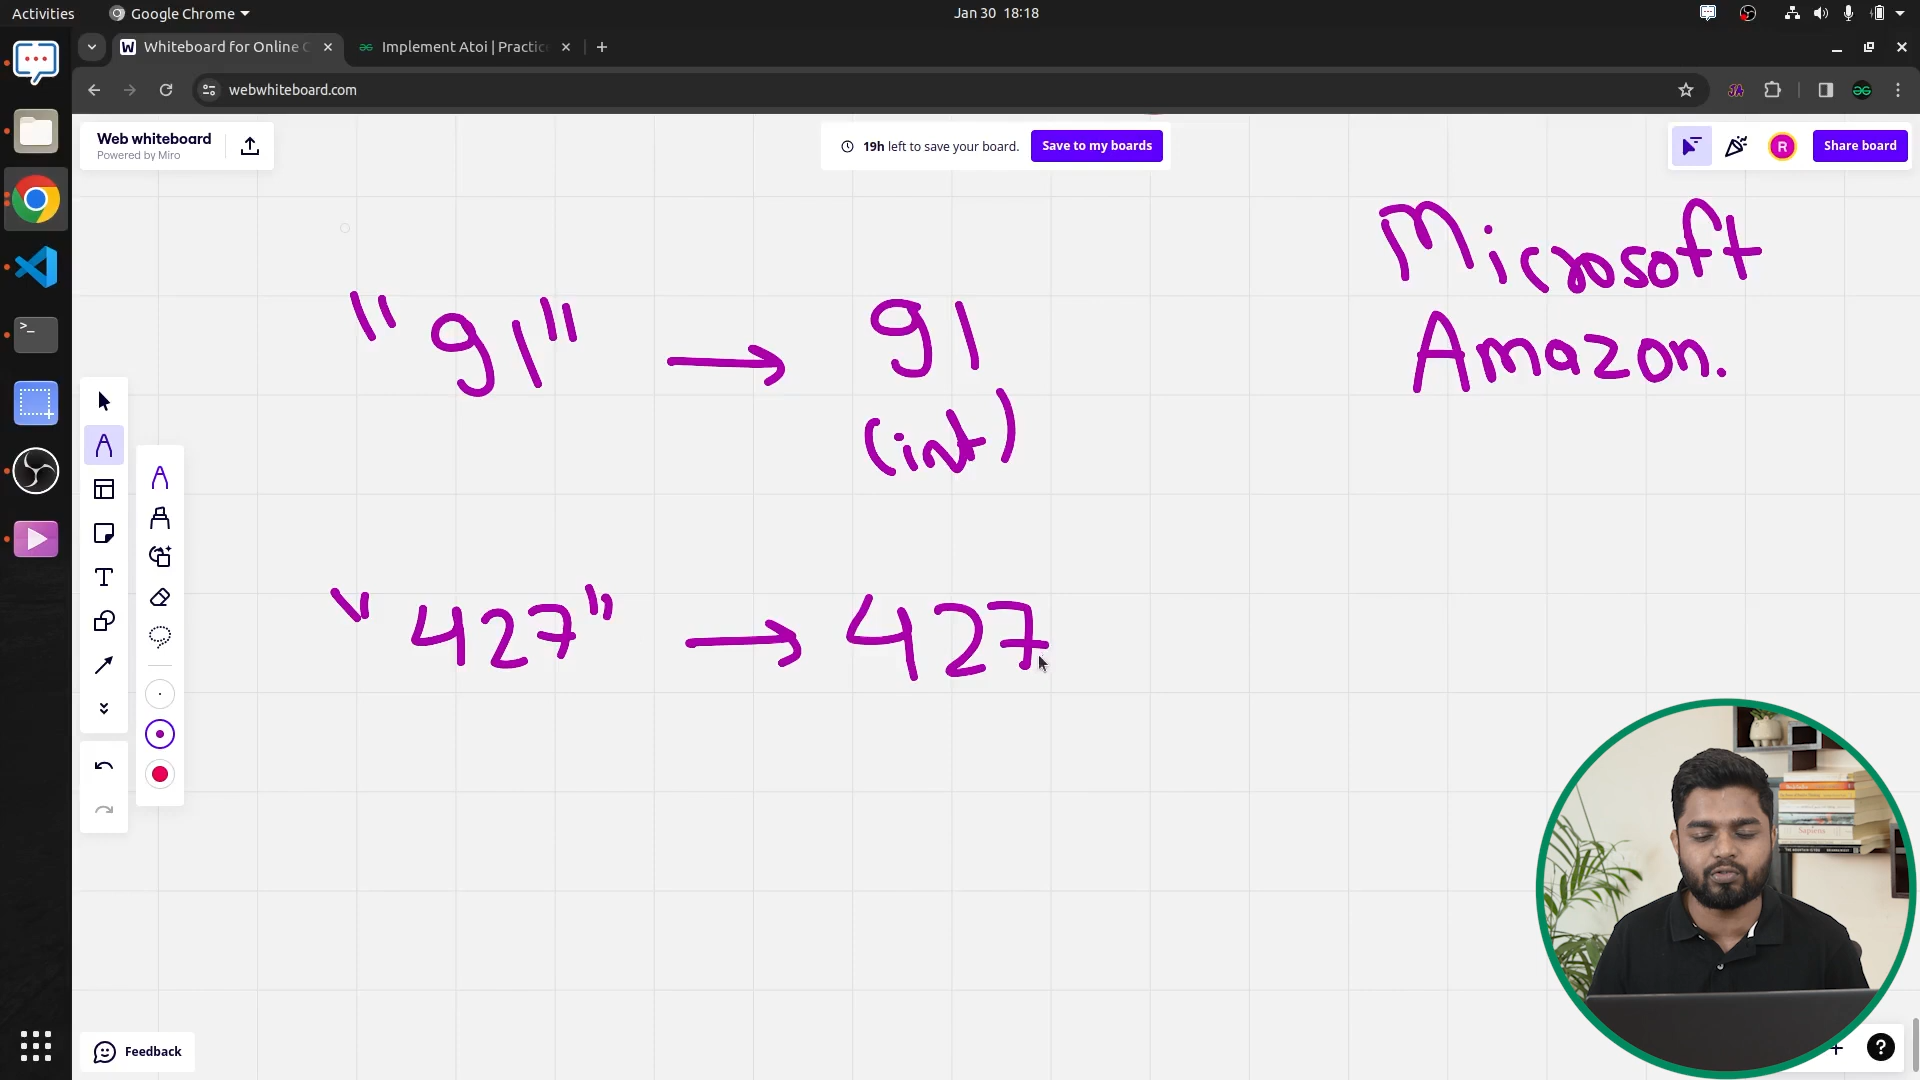 Activities
Google Chrome
Jan 30 18:18
Whiteboard for Online C
Implement Atoi | Practic
webwhiteboard.com
Web whiteboard
Powered by Miro
19h left to save your board.
Save to my boards
R
Share board
Microsoft
Amazon.
"91" → 91
(int)
"427" → 427
Sapiens
Feedback
?